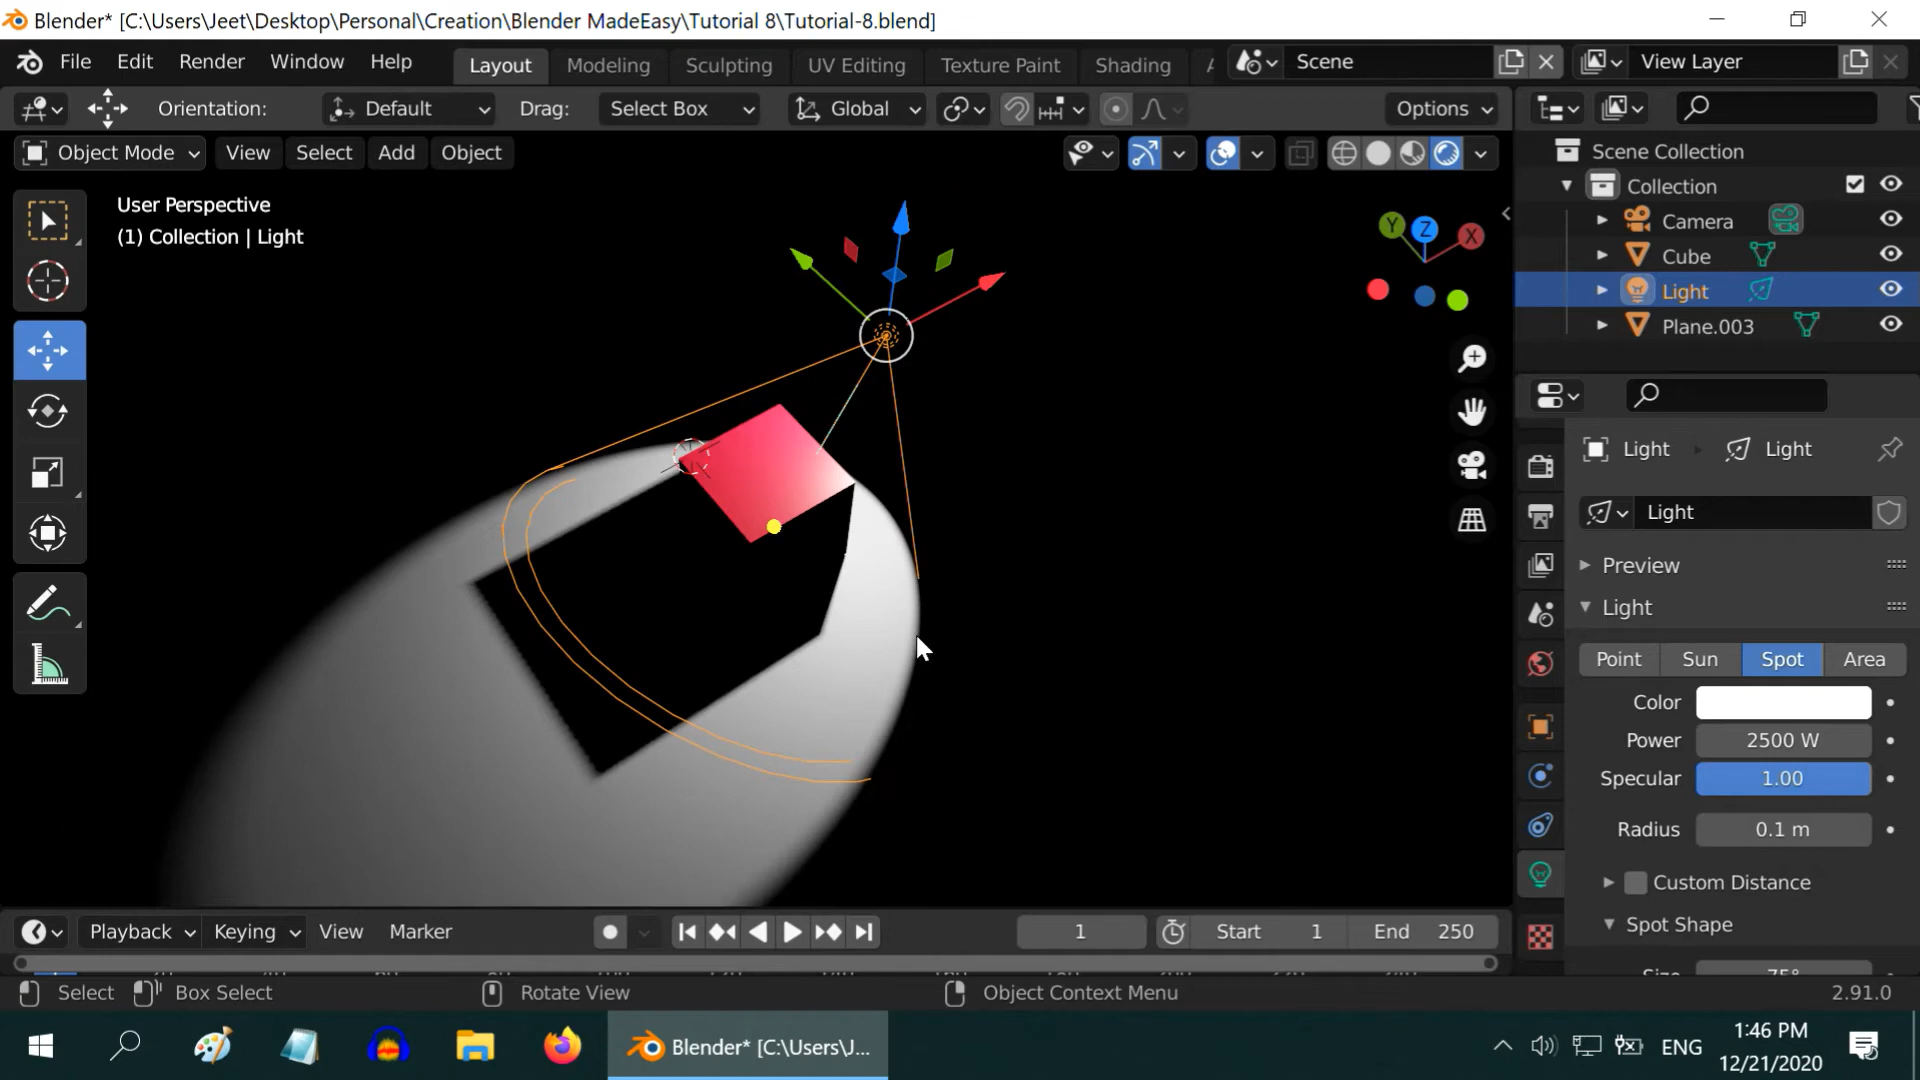 Blender* [C:\Users\Jeet\Desktop\Personal\Creation\Blender MadeEasy\Tutorial 8\Tutorial-8.blend]
File Edit Render Window Help Layout Modeling Sculpting UV Editing Texture Paint Shading Scene View Layer
Orientation: Default Drag: Select Box Global Options
Object Mode View Select Add Object
User Perspective
(1) Collection | Light
Y Z X
Scene Collection
Collection
Camera
Cube
Light
Plane.003
Light Light
Light
Preview
Light
Point Sun Spot Area
Color
Power 2500 W
Specular 1.00
Radius 0.1 m
Custom Distance
Spot Shape
Playback Keying View Marker 1 Start 1 End 250
Select Box Select Rotate View Object Context Menu 2.91.0
Blender* [C:\Users\J... ENG 1:46 PM
12/21/2020